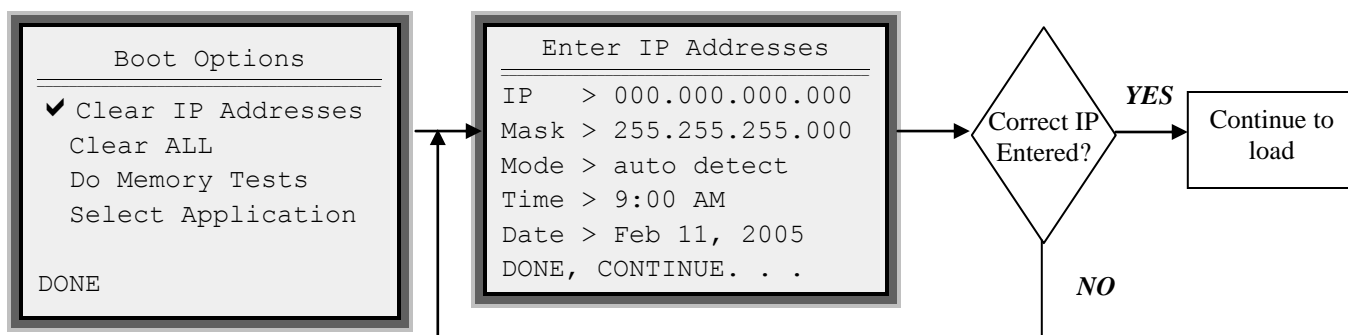 Boot Options
✔ Clear IP Addresses
Clear ALL
Do Memory Tests
Select Application
DONE
Enter IP Addresses
IP > 000.000.000.000
Mask > 255.255.255.000
Mode > auto detect
Time > 9:00 AM
Date > Feb 11, 2005
DONE, CONTINUE. . .
Correct IP
Entered?
YES
Continue to
load
NO